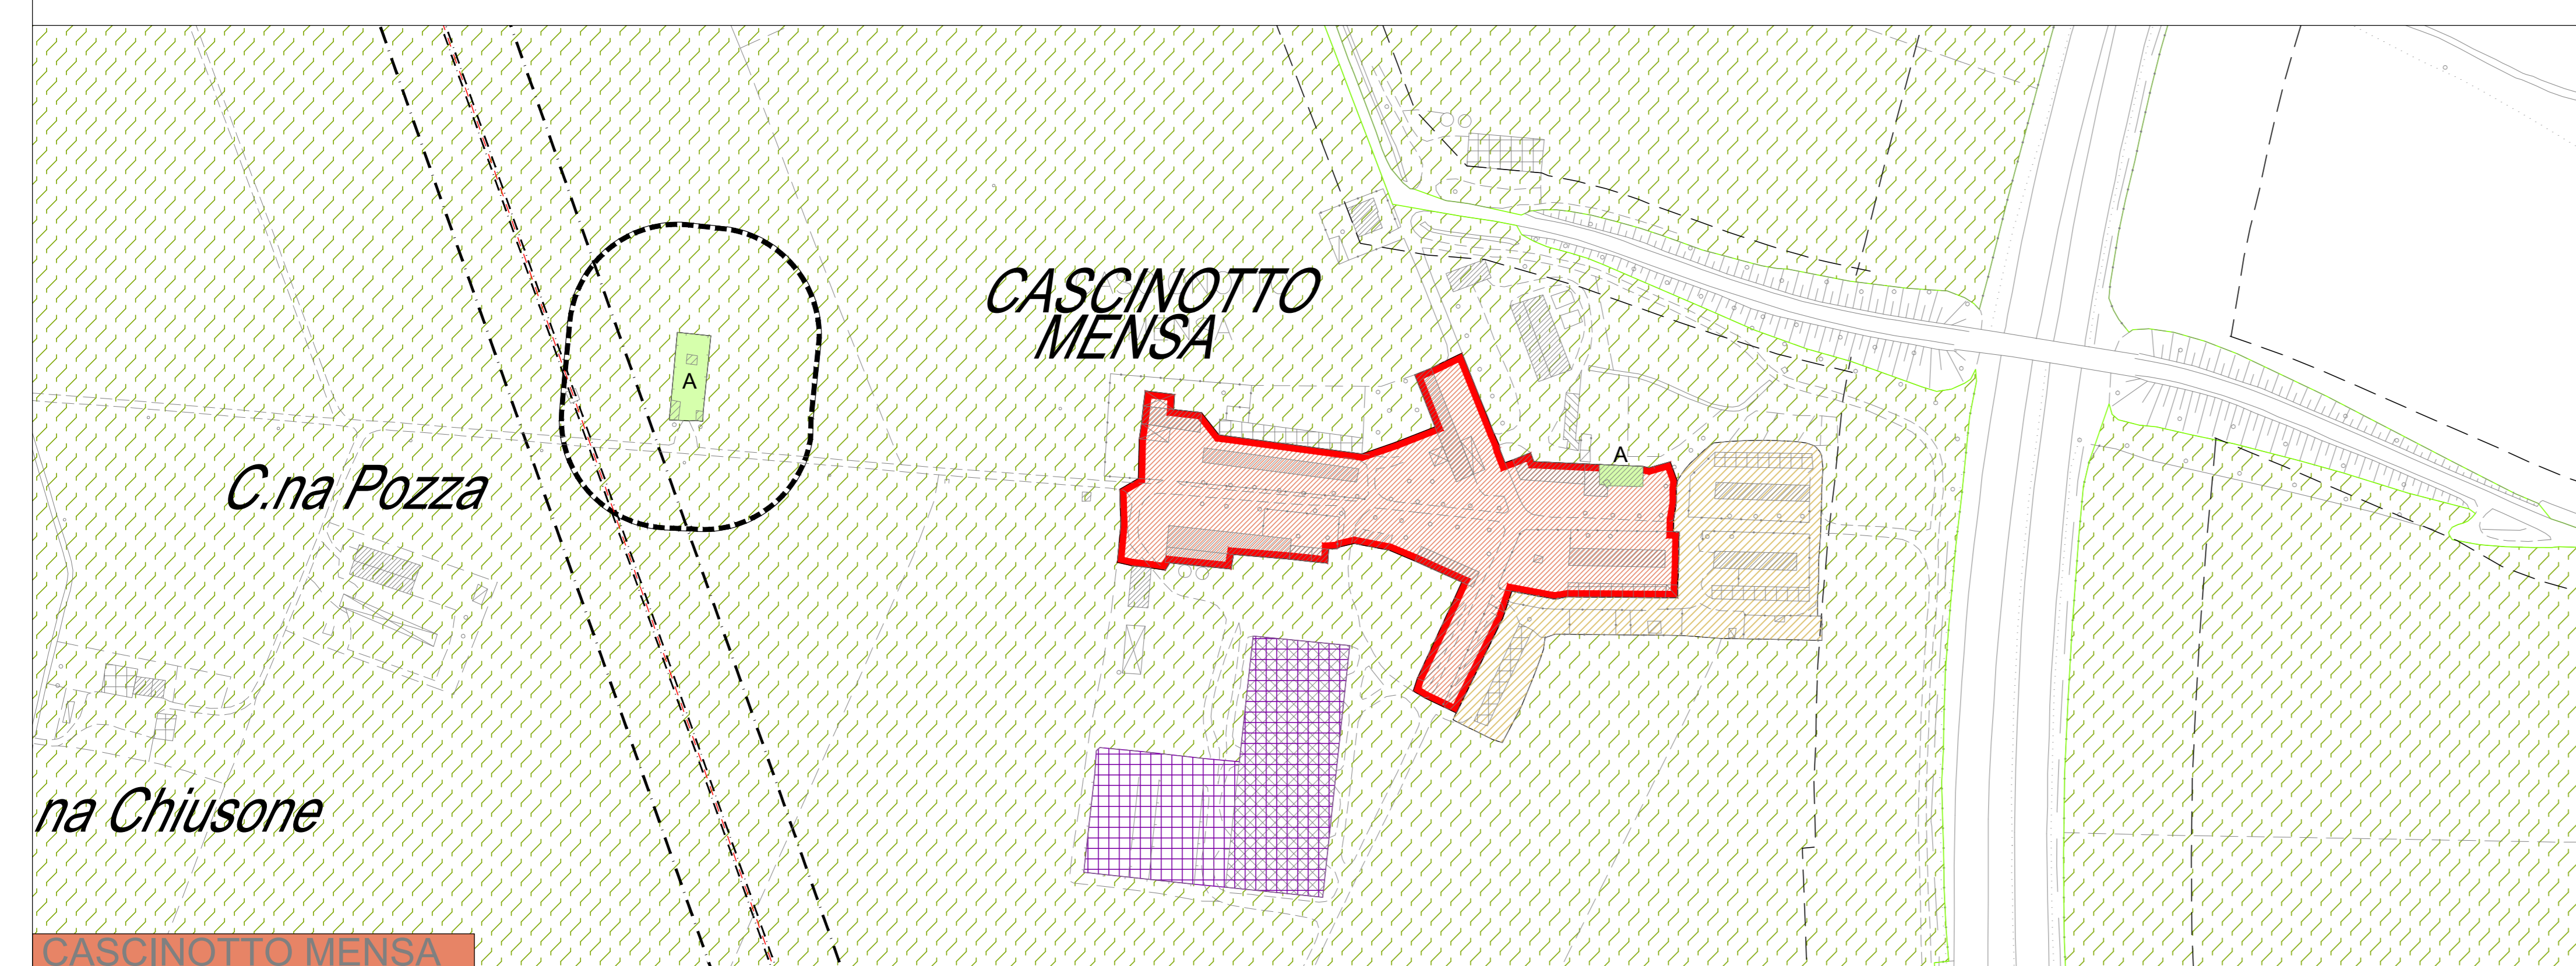 CASCINOTTO
MENSA
A
A
C.na Pozza
na Chiusone
CASCINOTTO MENSA